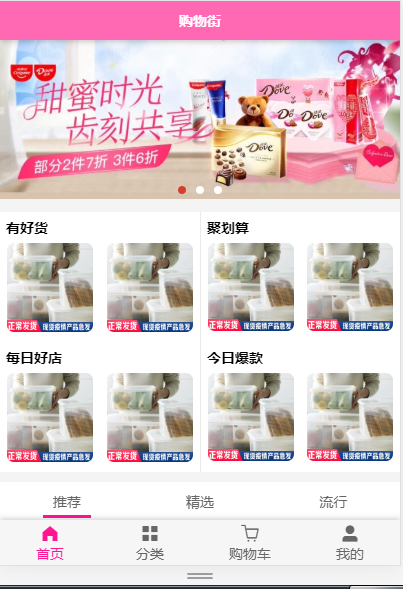 购物街
Colgate
Dove
甜蜜时光
齿刻共享
部分2件7折 3件6折
Dove
有好货
聚划算
正常发货 现货疫情产品急发
正常发货 现货疫情产品急发
正常发货 现货疫情产品急发
正常发货 现货疫情产品急发
每日好店
今日爆款
正常发货 现货疫情产品急发
正常发货 现货疫情产品急发
正常发货 现货疫情产品急发
正常发货 现货疫情产品急发
推荐
精选
流行
首页
分类
购物车
我的